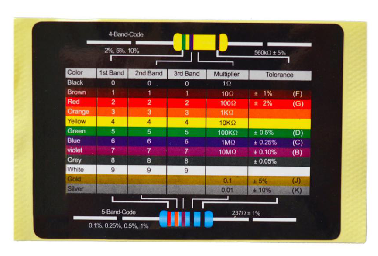 4-Band-Code
2%, 5%, 10%
560kΩ ± 5%
Color 1st Band 2nd Band 3rd Band Multiplier Tolerance
Black 0 0 0 1Ω
Brown 1 1 1 10Ω ± 1% (F)
Red 2 2 2 100Ω ± 2% (G)
Orange 3 3 3 1KΩ
Yellow 4 4 4 10KΩ
Green 5 5 5 100KΩ ± 0.5% (D)
Blue 6 6 6 1MΩ ± 0.25% (C)
violet 7 7 7 10MΩ ± 0.10% (B)
Grey 8 8 8 ± 0.05%
White 9 9 9
Gold 0.1 ± 5% (J)
Silver 0.01 ± 10% (K)
5-Band-Code
0.1%, 0.25%, 0.5%, 1%
237Ω ± 1%